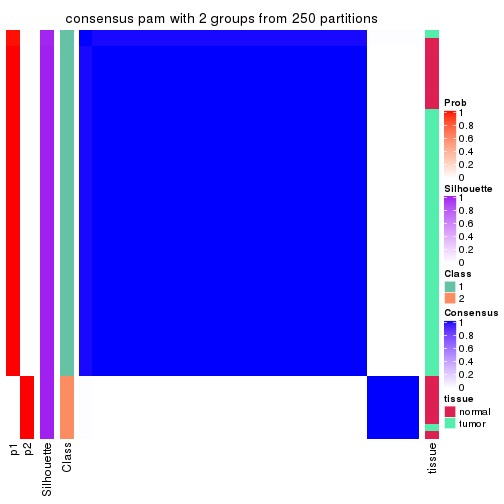 consensus pam with 2 groups from 250 partitions
Prob
1
0.8
0.6
0.4
0.2
0
Silhouette
1
0.8
0.6
0.4
0.2
0
Class
1
2
Consensus
1
0.8
0.6
0.4
0.2
0
tissue
normal
tumor
p1
p2
Silhouette
Class
tissue